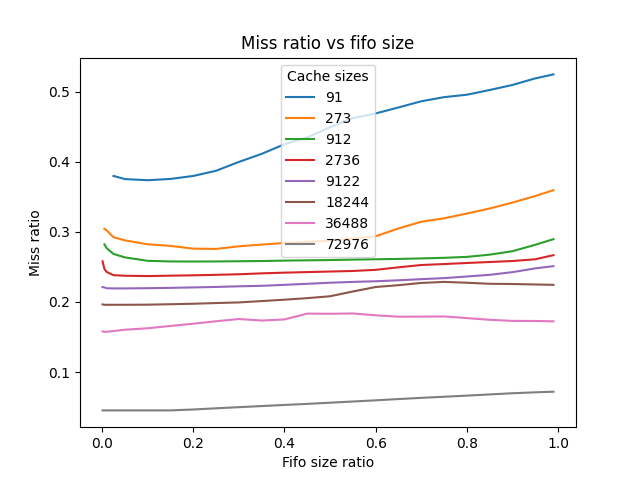 Miss ratio vs fifo size
Cache sizes
91
273
912
2736
9122
18244
36488
72976
0.5
0.4
0.3
0.2
0.1
Miss ratio
0.0 0.2 0.4 0.6 0.8 1.0
Fifo size ratio